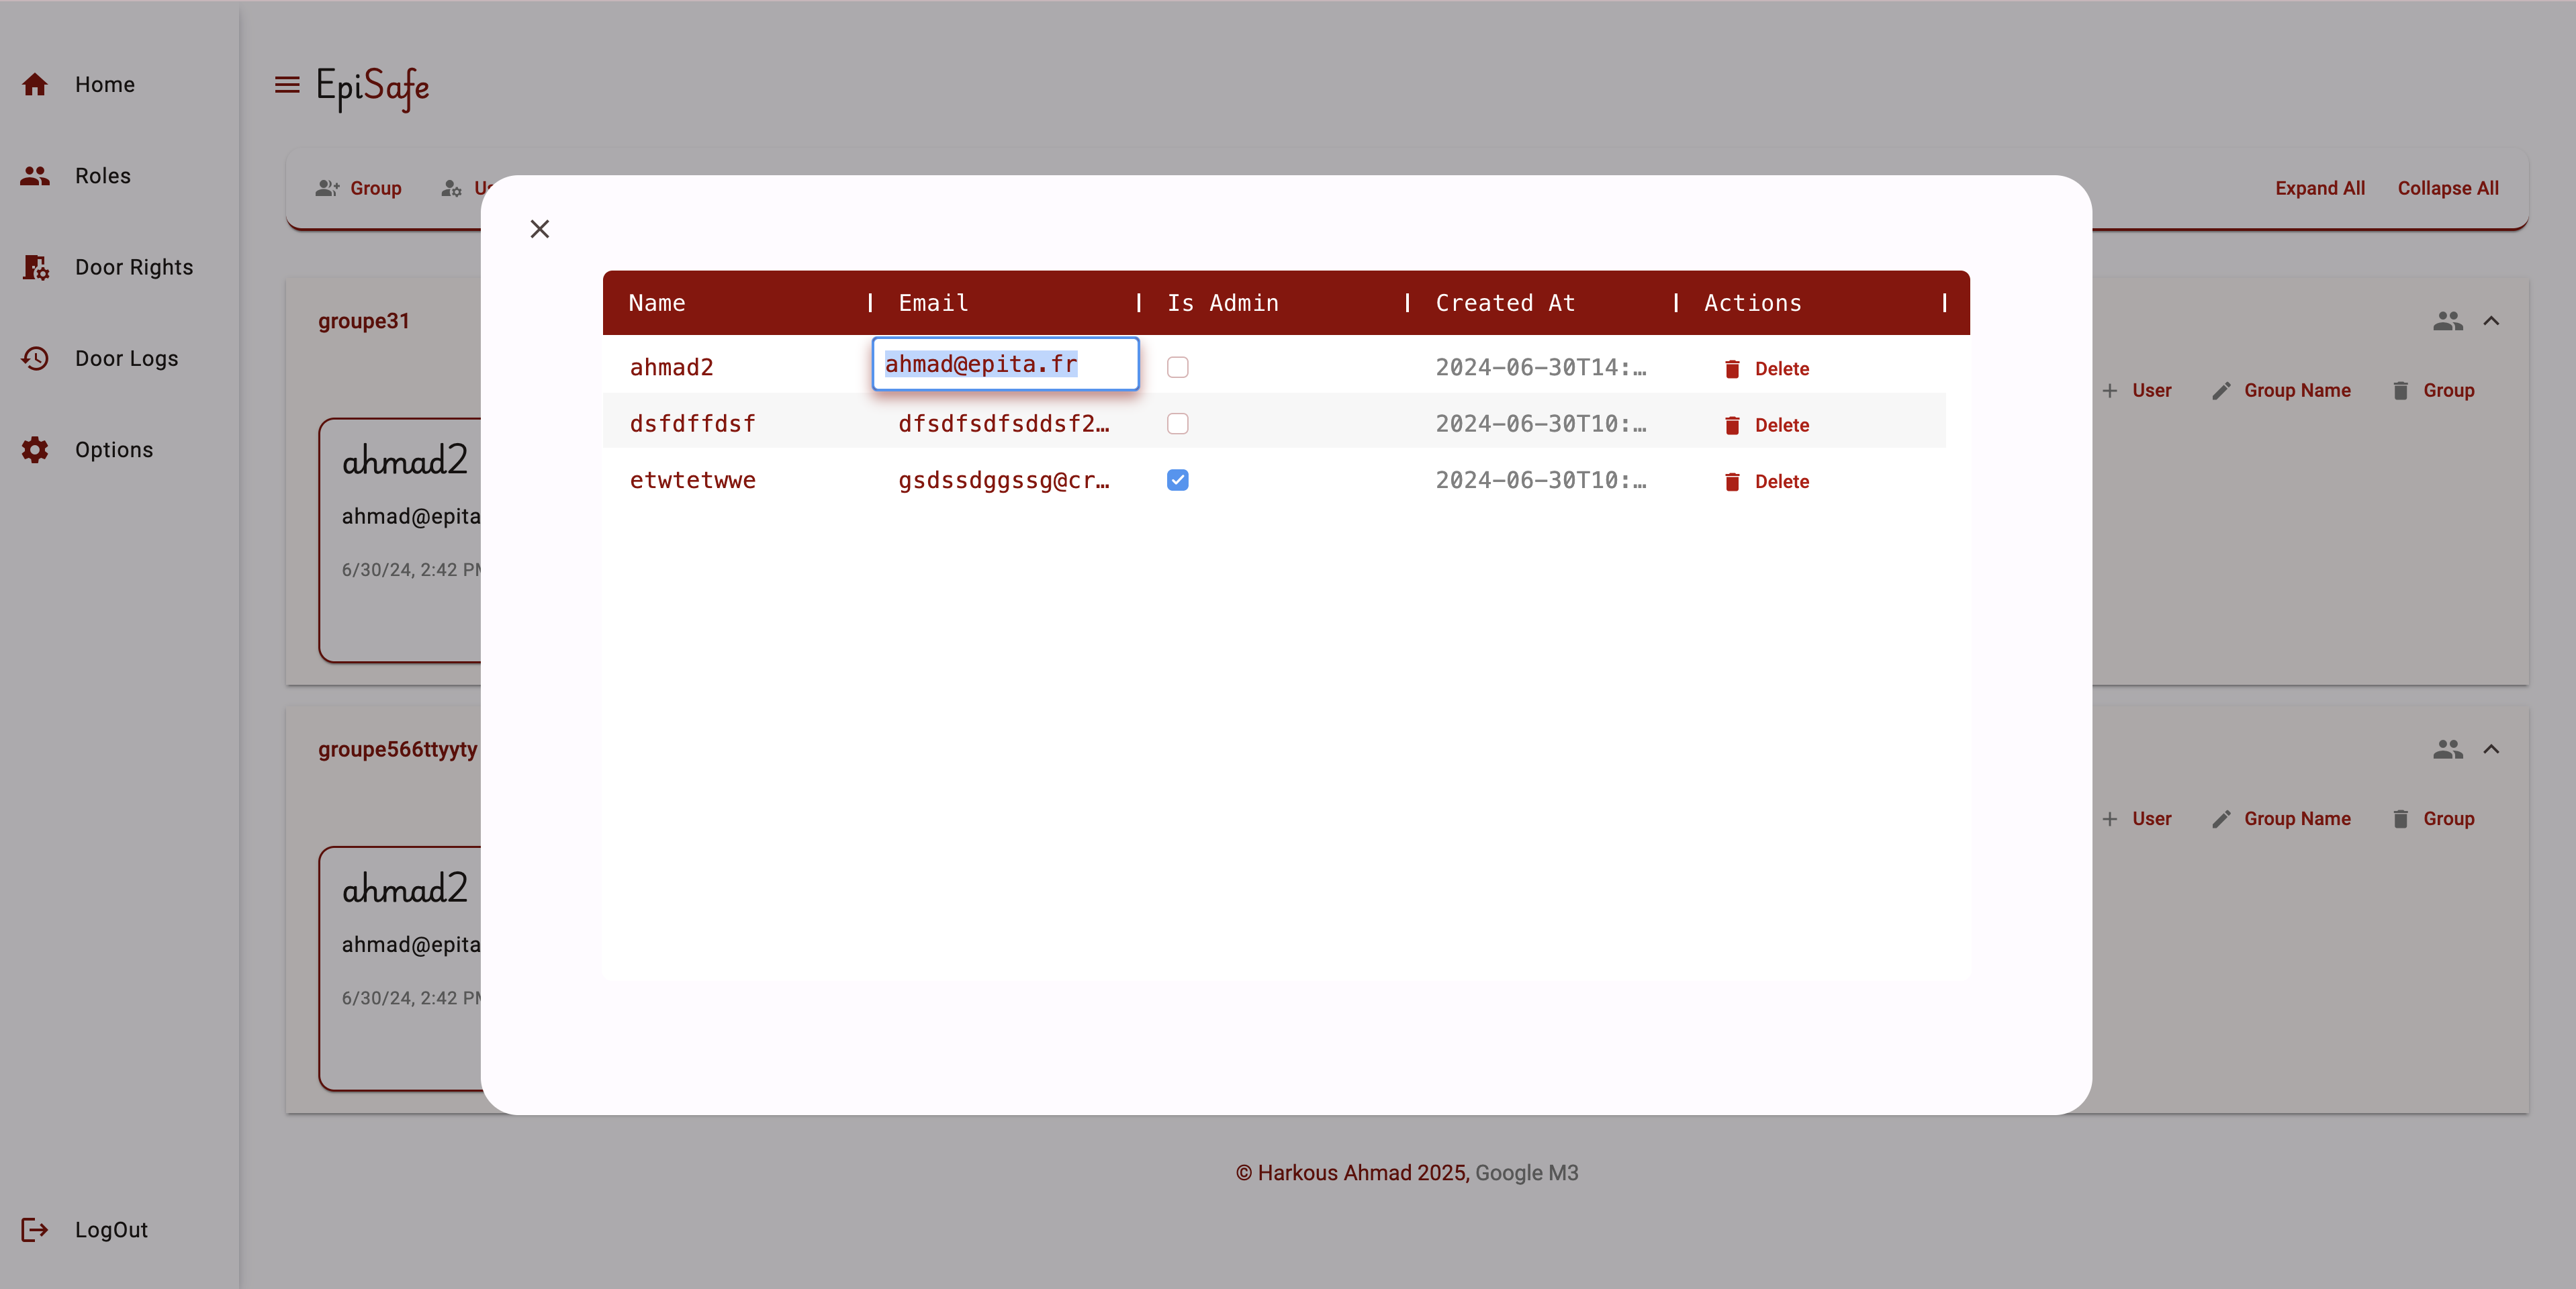 Home
Roles
Door Rights
Door Logs
Options
LogOut
EpiSafe
Group
Expand All
Collapse All
groupe31
User
Group Name
Group
ahmad2
ahmad@epita
6/30/24, 2:42
Name | Email | Is Admin | Created At | Actions |
ahmad2 ahmad@epita.fr 2024-06-30T14:… Delete
dsfdffdsf dfsdfsdfsddsf2… 2024-06-30T10:… Delete
etwtetwwe gsdssdggssg@cr… 2024-06-30T10:… Delete
groupe566ttyyty
User
Group Name
Group
ahmad2
ahmad@epita
6/30/24, 2:42
© Harkous Ahmad 2025, Google M3